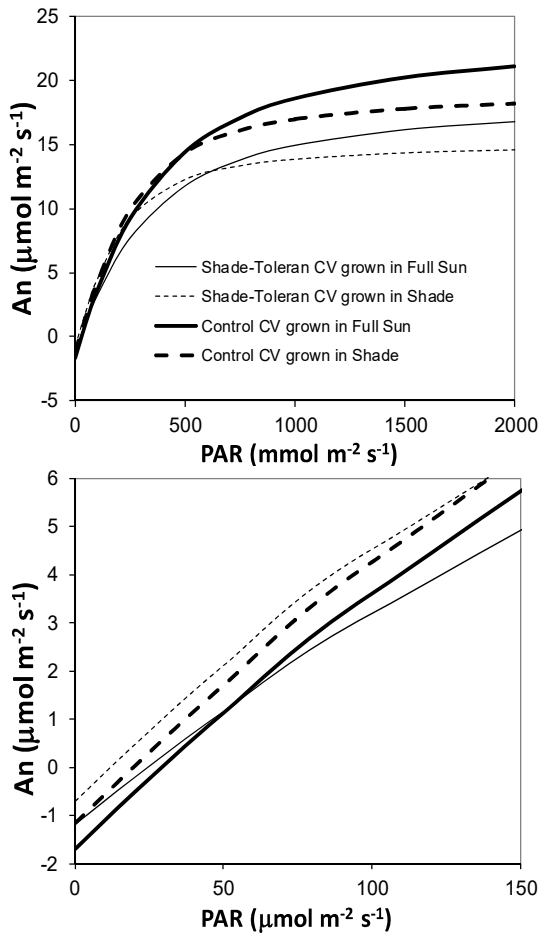 25
20
15
10
5
0
-5
An (μmol m⁻² s⁻¹)
Shade-Toleran CV grown in Full Sun
Shade-Toleran CV grown in Shade
Control CV grown in Full Sun
Control CV grown in Shade
0 500 1000 1500 2000
PAR (mmol m⁻² s⁻¹)
6
5
4
3
2
1
0
-1
-2
An (μmol m⁻² s⁻¹)
0 50 100 150
PAR (μmol m⁻² s⁻¹)